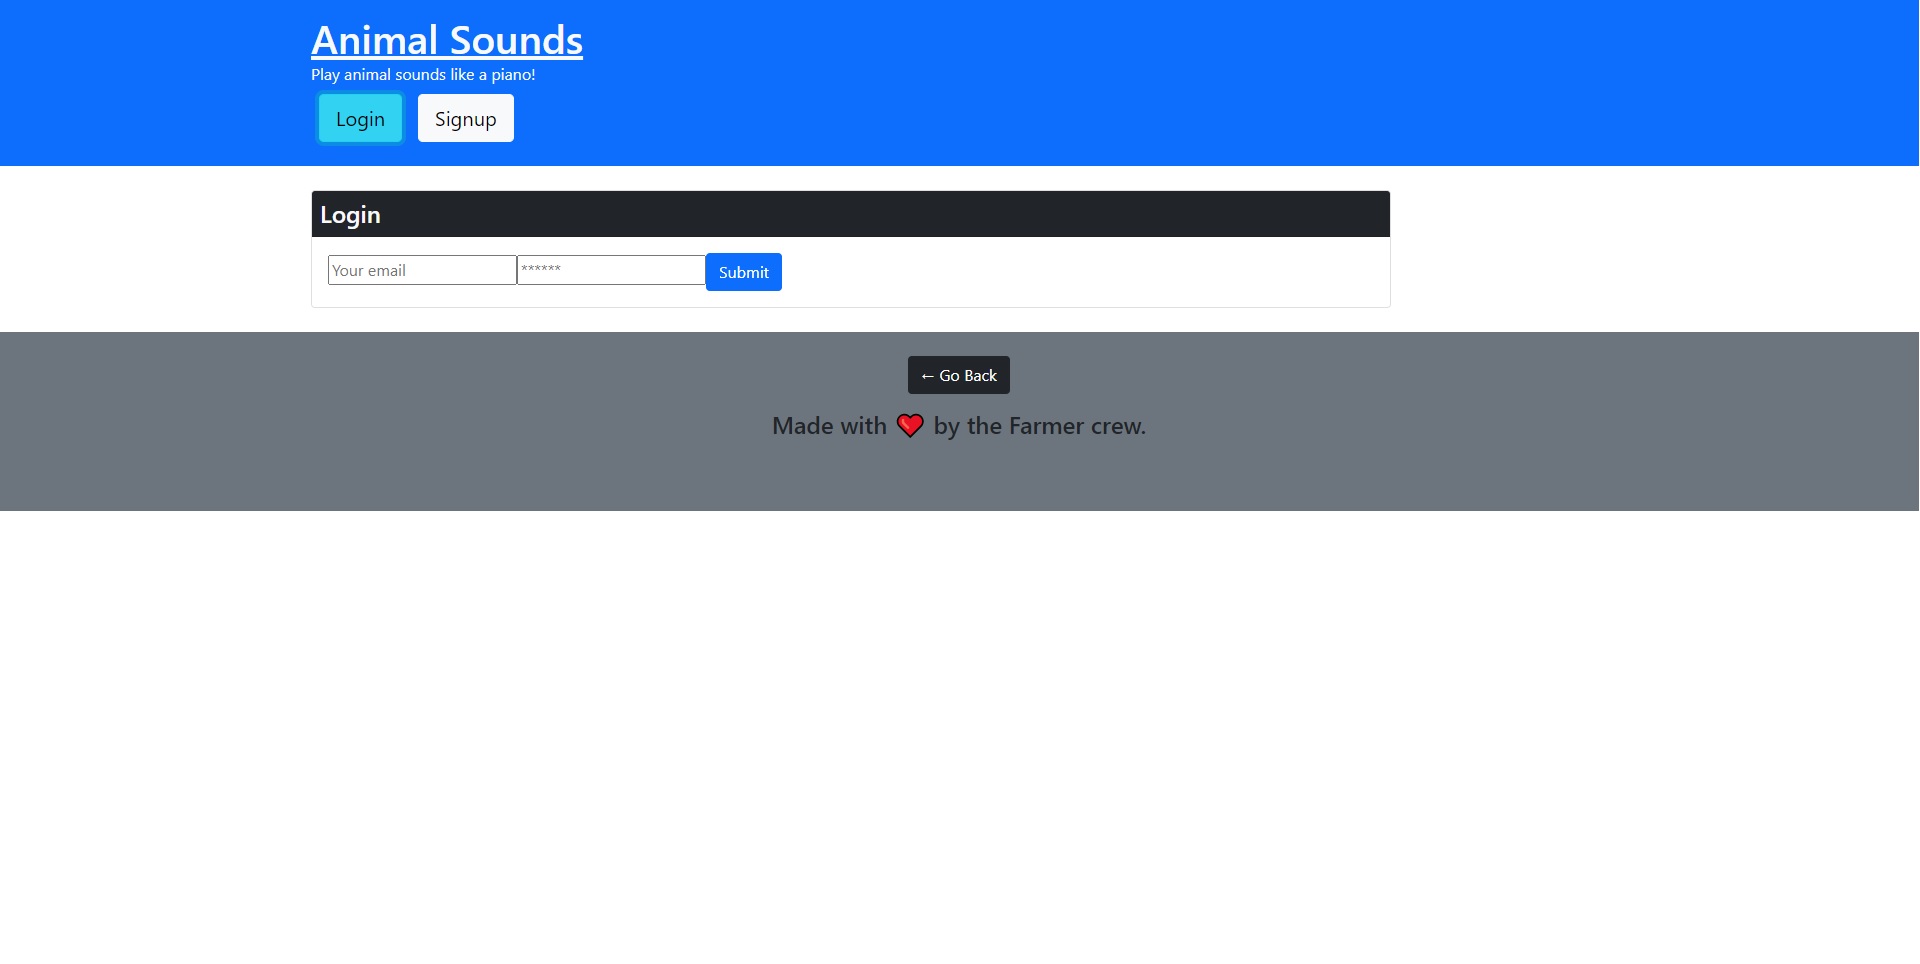 Animal Sounds
Play animal sounds like a piano!
Login Signup
Login
Your email ****** Submit
← Go Back
Made with ❤️ by the Farmer crew.